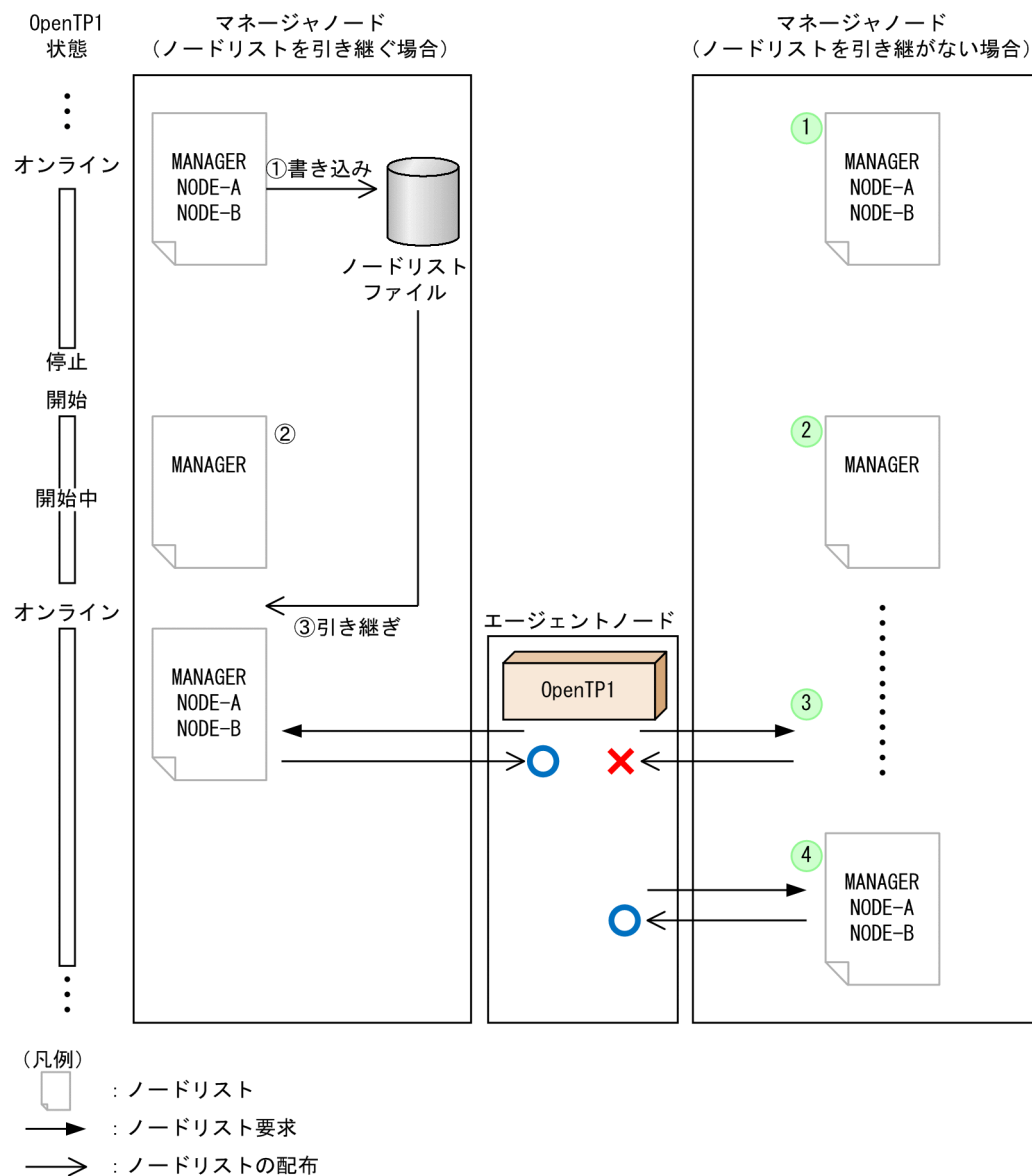 OpenTP1
状態
マネージャノード
（ノードリストを引き継ぐ場合）
マネージャノード
（ノードリストを引き継がない場合）
オンライン
MANAGER
NODE-A
NODE-B
①書き込み
ノードリスト
ファイル
1
MANAGER
NODE-A
NODE-B
停止
開始
開始中
MANAGER
②
2
MANAGER
オンライン
③引き継ぎ
MANAGER
NODE-A
NODE-B
エージェントノード
OpenTP1
3
4
MANAGER
NODE-A
NODE-B
（凡例）
：ノードリスト
：ノードリスト要求
：ノードリストの配布